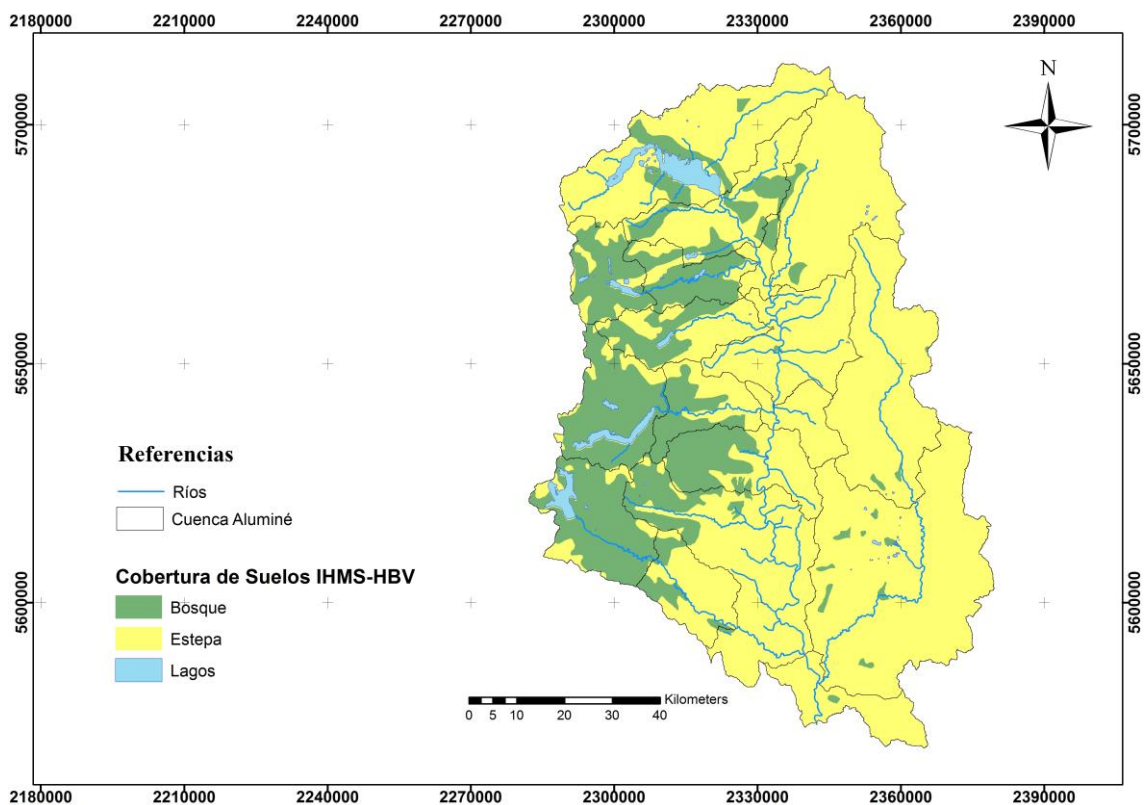 2180000 2210000 2240000 2270000 2300000 2330000 2360000 2390000
N
5700000 5700000
5650000 5650000
5600000 5600000
Referencias
Ríos
Cuenca Aluminé
Cobertura de Suelos IHMS-HBV
Bosque
Estepa
Lagos
Kilometers
0 5 10 20 30 40
2180000 2210000 2240000 2270000 2300000 2330000 2360000 2390000